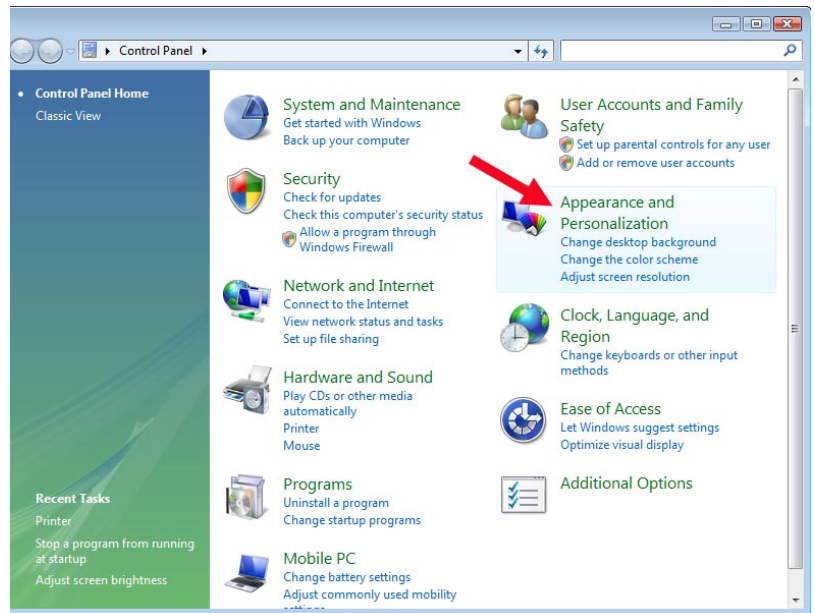 Control Panel
Control Panel Home
Classic View
System and Maintenance
Get started with Windows
Back up your computer
Security
Check for updates
Check this computer's security status
Allow a program through
Windows Firewall
Network and Internet
Connect to the Internet
View network status and tasks
Set up file sharing
Hardware and Sound
Play CDs or other media
automatically
Printer
Mouse
Programs
Uninstall a program
Change startup programs
Mobile PC
Change battery settings
Adjust commonly used mobility
settings
User Accounts and Family
Safety
Set up parental controls for any user
Add or remove user accounts
Appearance and
Personalization
Change desktop background
Change the color scheme
Adjust screen resolution
Clock, Language, and
Region
Change keyboards or other input
methods
Ease of Access
Let Windows suggest settings
Optimize visual display
Additional Options
Recent Tasks
Printer
Stop a program from running
at startup
Adjust screen brightness